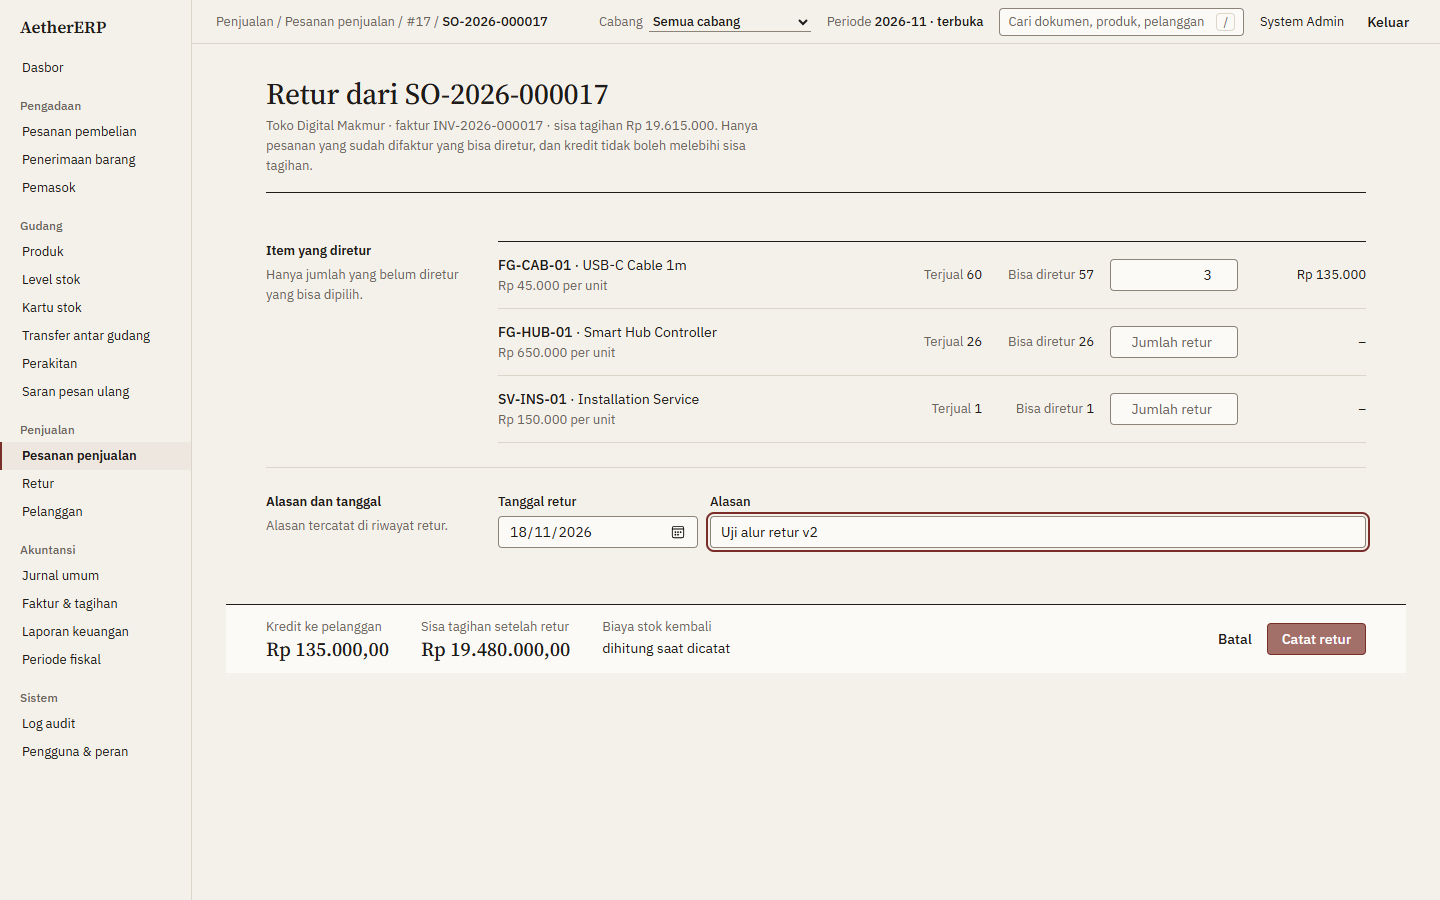 AetherERP
Dasbor
Pengadaan
Pesanan pembelian
Penerimaan barang
Pemasok
Gudang
Produk
Level stok
Kartu stok
Transfer antar gudang
Perakitan
Saran pesan ulang
Penjualan
Pesanan penjualan
Retur
Pelanggan
Akuntansi
Jurnal umum
Faktur & tagihan
Laporan keuangan
Periode fiskal
Sistem
Log audit
Pengguna & peran
Penjualan / Pesanan penjualan / #17 / SO-2026-000017
Cabang Semua cabang
Periode 2026-11 · terbuka
Cari dokumen, produk, pelanggan /
System Admin
Keluar
Retur dari SO-2026-000017
Toko Digital Makmur · faktur INV-2026-000017 · sisa tagihan Rp 19.615.000. Hanya
pesanan yang sudah difaktur yang bisa diretur, dan kredit tidak boleh melebihi sisa
tagihan.
Item yang diretur
Hanya jumlah yang belum diretur
yang bisa dipilih.
FG-CAB-01 · USB-C Cable 1m
Rp 45.000 per unit
Terjual 60 Bisa diretur 57 3 Rp 135.000
FG-HUB-01 · Smart Hub Controller
Rp 650.000 per unit
Terjual 26 Bisa diretur 26 Jumlah retur –
SV-INS-01 · Installation Service
Rp 150.000 per unit
Terjual 1 Bisa diretur 1 Jumlah retur –
Alasan dan tanggal
Alasan tercatat di riwayat retur.
Tanggal retur
18/11/2026
Alasan
Uji alur retur v2
Kredit ke pelanggan
Rp 135.000,00
Sisa tagihan setelah retur
Rp 19.480.000,00
Biaya stok kembali
dihitung saat dicatat
Batal
Catat retur